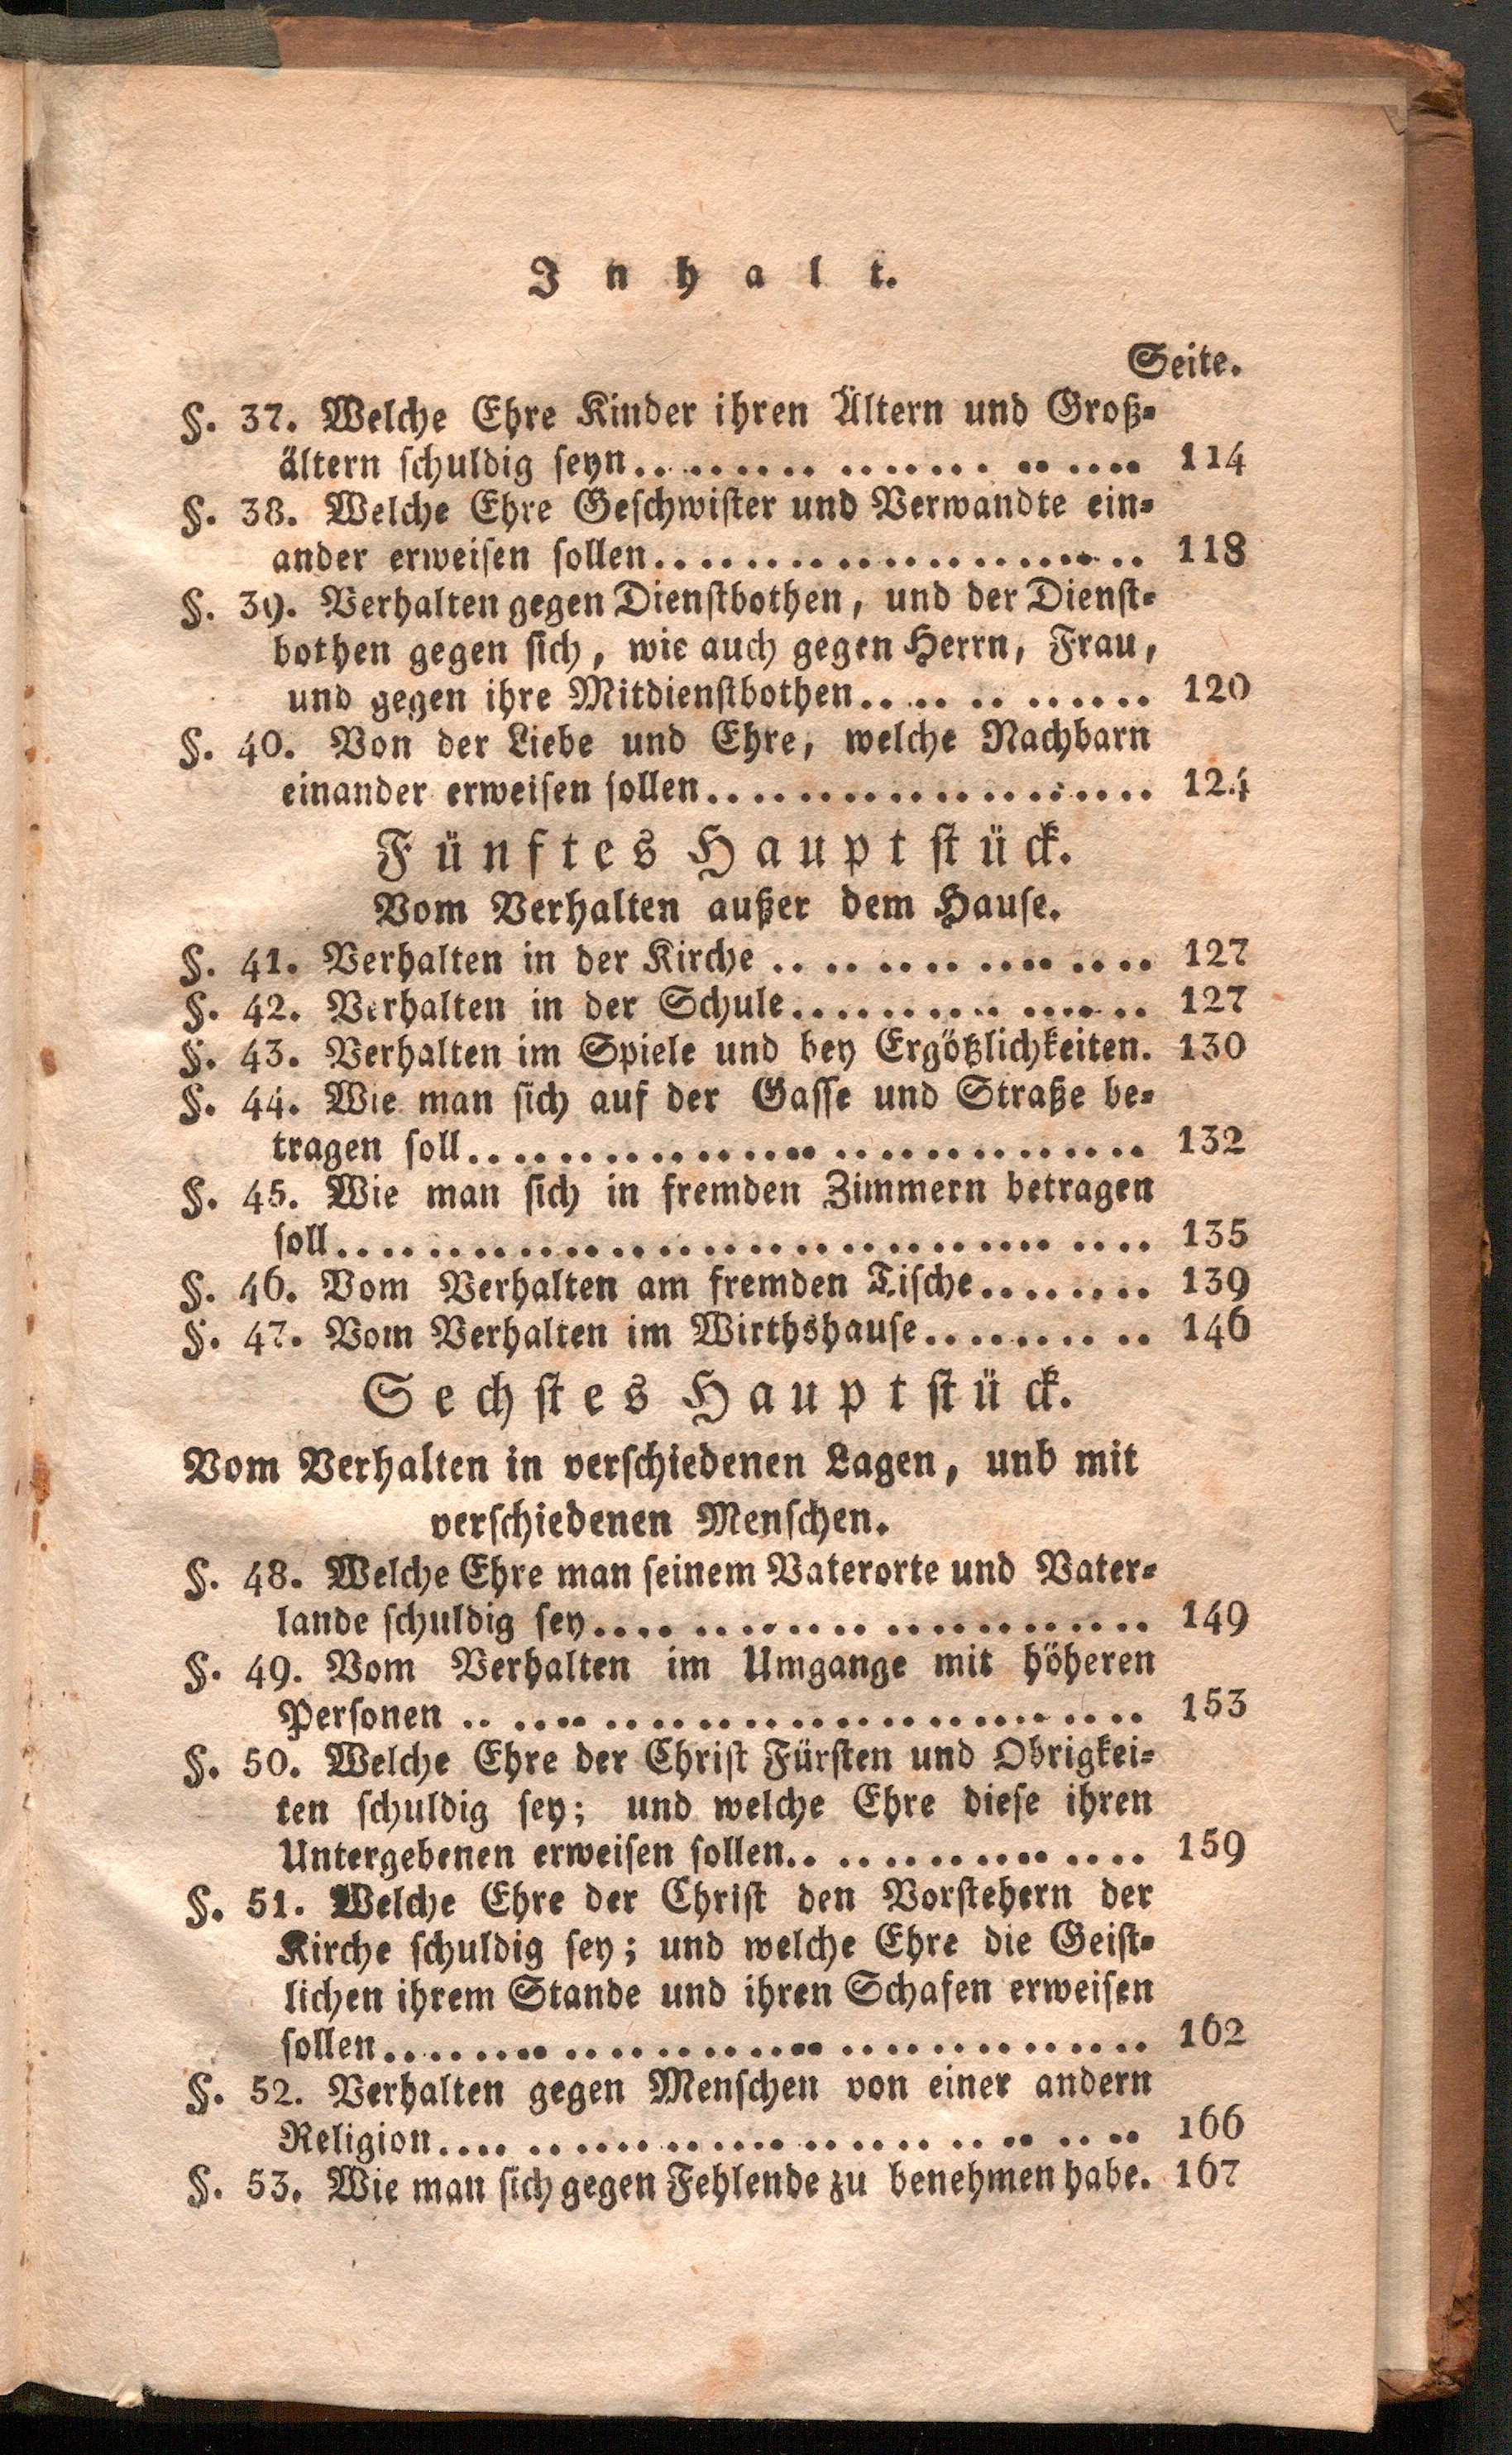 Inhalt.
Seite.
§. 37. Welche Ehre Kinder ihren Ältern und Groß-
ältern schuldig seyn.................... 114
§. 38. Welche Ehre Geschwister und Verwandte ein-
ander erweisen sollen...................... 118
§. 39. Verhalten gegen Dienstbothen, und der Dienst-
bothen gegen sich, wie auch gegen Herrn, Frau,
und gegen ihre Mitdienstbothen............ 120
§. 40. Von der Liebe und Ehre, welche Nachbarn
einander erweisen sollen.................... 124
Fünftes Hauptstück.
Vom Verhalten außer dem Hause.
§. 41. Verhalten in der Kirche ................ 127
§. 42. Verhalten in der Schule................ 127
§. 43. Verhalten im Spiele und bey Ergötzlichkeiten. 130
§. 44. Wie man sich auf der Gasse und Straße be-
tragen soll.............................. 132
§. 45. Wie man sich in fremden Zimmern betragen
soll.................................... 135
§. 46. Vom Verhalten am fremden Tische........ 139
§. 47. Vom Verhalten im Wirthshause.......... 146
Sechstes Hauptstück.
Vom Verhalten in verschiedenen Lagen, unb mit
verschiedenen Menschen.
§. 48. Welche Ehre man seinem Vaterorte und Vater-
lande schuldig sey........................ 149
§. 49. Vom Verhalten im Umgange mit höheren
Personen .............................. 153
§. 50. Welche Ehre der Christ Fürsten und Obrigkei-
ten schuldig sey; und welche Ehre diese ihren
Untergebenen erweisen sollen................ 159
§. 51. Welche Ehre der Christ den Vorstehern der
Kirche schuldig sey; und welche Ehre die Geist-
lichen ihrem Stande und ihren Schafen erweisen
sollen.................................. 162
§. 52. Verhalten gegen Menschen von einer andern
Religion.............................. 166
§. 53. Wie man sich gegen Fehlende zu benehmen habe. 167